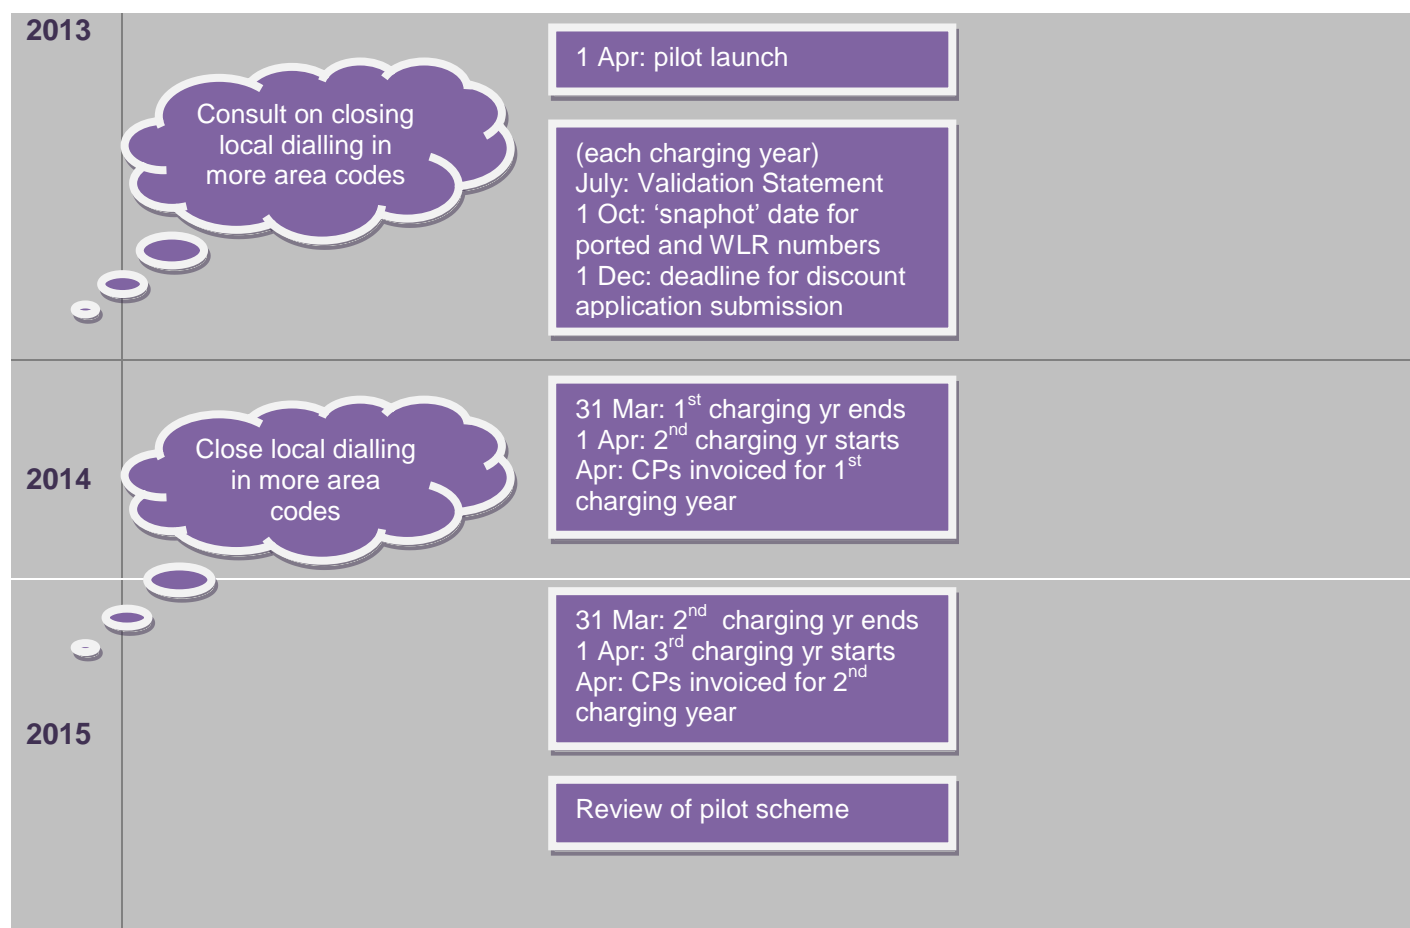 2013
Consult on closing
local dialling in
more area codes
1 Apr: pilot launch
(each charging year)
July: Validation Statement
1 Oct: ‘snaphot’ date for
ported and WLR numbers
1 Dec: deadline for discount
application submission
2014
Close local dialling
in more area
codes
31 Mar: 1st charging yr ends
1 Apr: 2nd charging yr starts
Apr: CPs invoiced for 1st
charging year
2015
31 Mar: 2nd charging yr ends
1 Apr: 3rd charging yr starts
Apr: CPs invoiced for 2nd
charging year
Review of pilot scheme